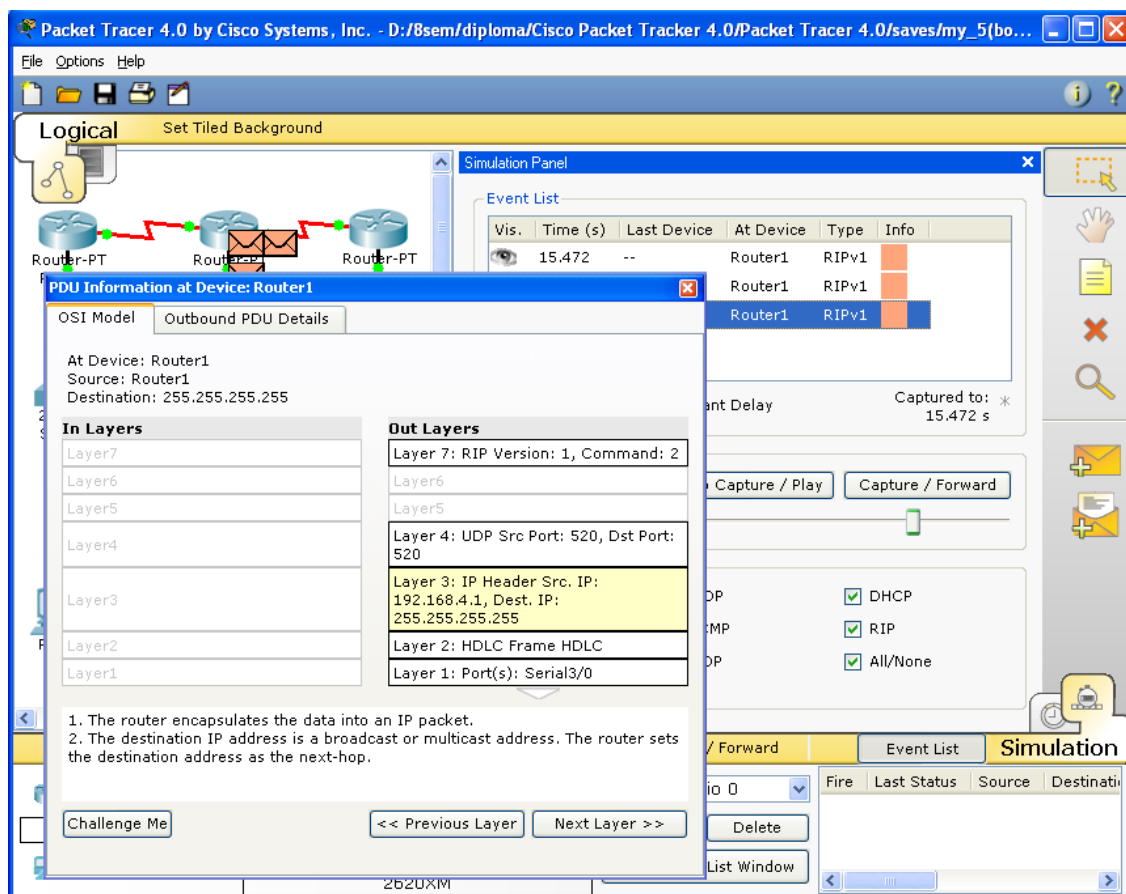 Packet Tracer 4.0 by Cisco Systems, Inc. - D:/8sem/diploma/Cisco Packet Tracker 4.0/Packet Tracer 4.0/saves/my_5(bo...
File Options Help
Logical Set Tiled Background
Router-PT Router-PT Router-PT
Simulation Panel
Event List
Vis. Time (s) Last Device At Device Type Info
15.472 -- Router1 RIPv1
Router1 RIPv1
Router1 RIPv1
Captured to:
15.472 s
Delay
Capture / Play Capture / Forward
DHCP
RIP
All/None
PDU Information at Device: Router1
OSI Model Outbound PDU Details
At Device: Router1
Source: Router1
Destination: 255.255.255.255
In Layers Out Layers
Layer7 Layer 7: RIP Version: 1, Command: 2
Layer6 Layer6
Layer5 Layer5
Layer4 Layer 4: UDP Src Port: 520, Dst Port:
520
Layer3 Layer 3: IP Header Src. IP:
192.168.4.1, Dest. IP:
255.255.255.255
Layer2 Layer 2: HDLC Frame HDLC
Layer1 Layer 1: Port(s): Serial3/0
1. The router encapsulates the data into an IP packet.
2. The destination IP address is a broadcast or multicast address. The router sets
the destination address as the next-hop.
Challenge Me << Previous Layer Next Layer >>
/ Forward Event List Simulation
0 Fire Last Status Source Destinati
Delete
List Window
2620XM